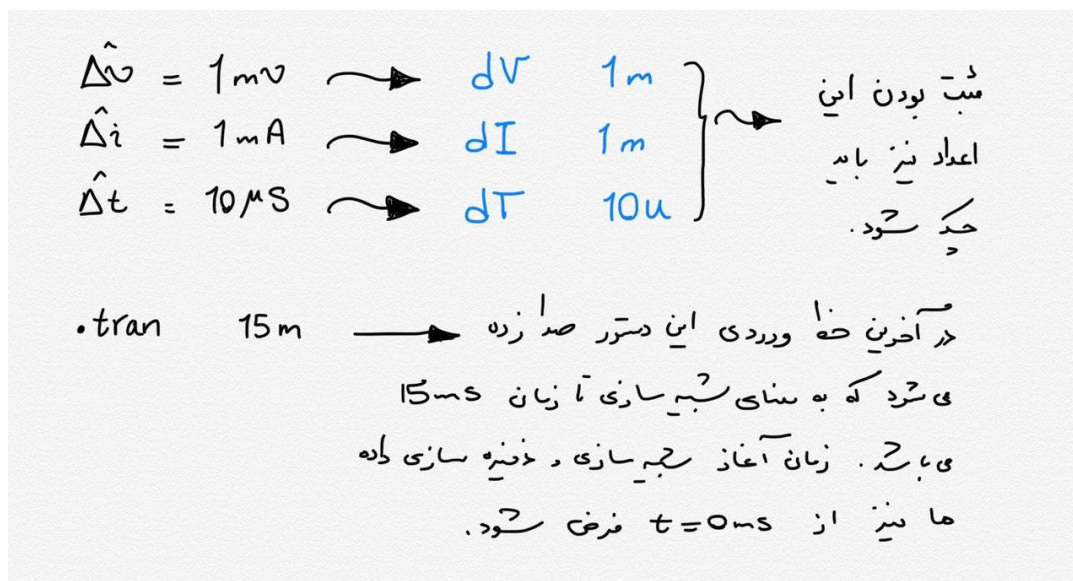 Δv̂ = 1mv → dV 1m
Δî = 1mA → dI 1m
Δ̂t = 10μS → dT 10u
مثبت بودن این
اعداد نیز باید
چک شود.
.tran 15m → در آخرین خط ورودی این دستور صدا زده
می شود که به معنای شبیه سازی تا زمان 15ms
می باشد. زمان آغاز شبیه سازی و ذخیره سازی داده
ها نیز از t=0ms فرض شود.